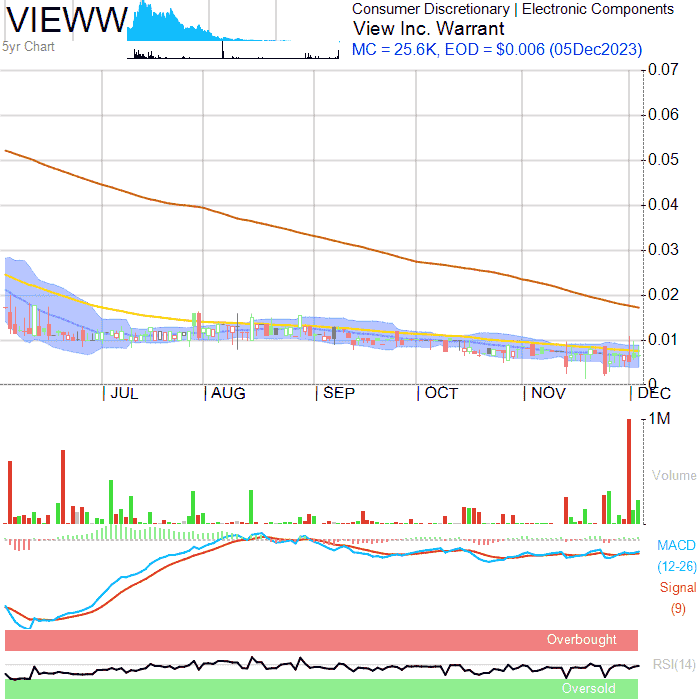 VIEWW
5yr Chart
Consumer Discretionary | Electronic Components
View Inc. Warrant
MC = 25.6K, EOD = $0.006 (05Dec2023)
0.07
0.06
0.05
0.04
0.03
0.02
0.01
0
JUL AUG SEP OCT NOV DEC
1M
Volume
MACD
(12-26)
Signal
(9)
Overbought
RSI(14)
Oversold